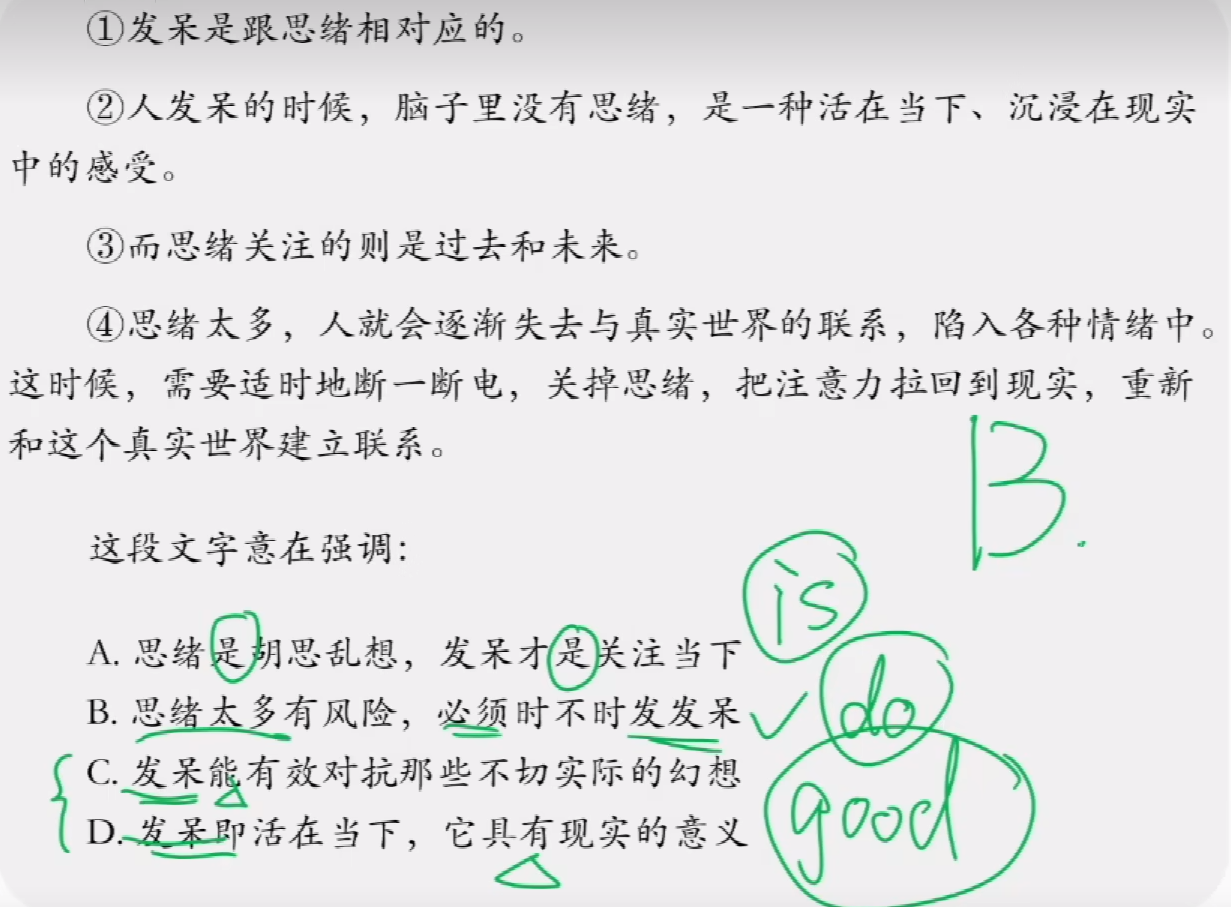 ①发呆是跟思绪相对应的。
②人发呆的时候，脑子里没有思绪，是一种活在当下、沉浸在现实
中的感受。
③而思绪关注的则是过去和未来。
④思绪太多，人就会逐渐失去与真实世界的联系，陷入各种情绪中。
这时候，需要适时地断一断电，关掉思绪，把注意力拉回到现实，重新
和这个真实世界建立联系。
B.
这段文字意在强调：
is
A. 思绪是胡思乱想，发呆才是关注当下
B. 思绪太多有风险，必须时不时发发呆
do
C. 发呆能有效对抗那些不切实际的幻想
D. 发呆即活在当下，它具有现实的意义
good